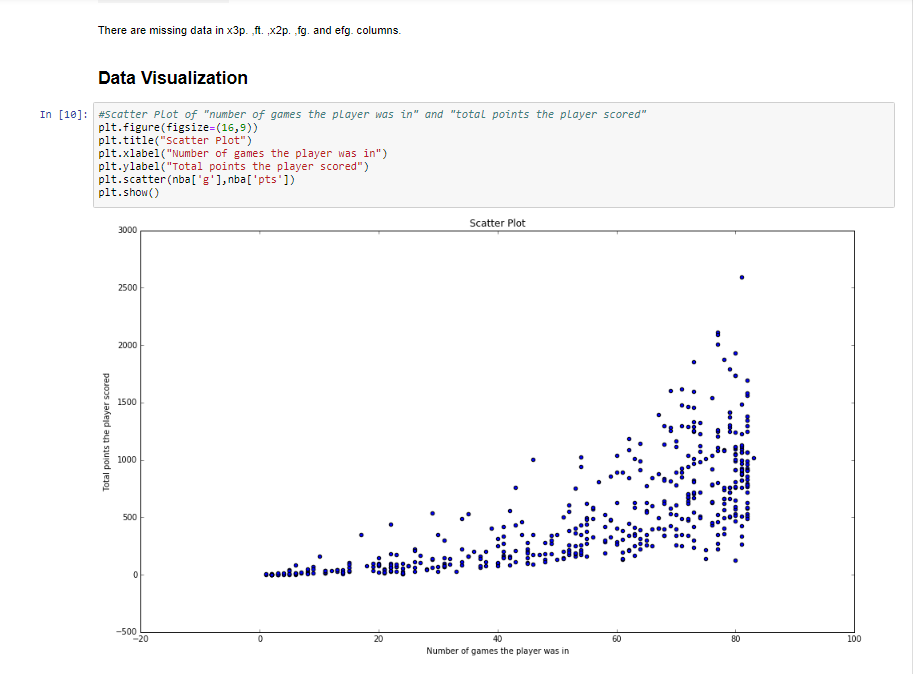 There are missing data in x3p. ,ft. ,x2p. ,fg. and efg. columns.
Data Visualization
In [10]:
#Scatter Plot of "number of games the player was in" and "total points the player scored"
plt.figure(figsize=(16,9))
plt.title("Scatter Plot")
plt.xlabel("Number of games the player was in")
plt.ylabel("Total points the player scored")
plt.scatter(nba['g'],nba['pts'])
plt.show()
Scatter Plot
Total points the player scored
3000
2500
2000
1500
1000
500
0
−500
−20 0 20 40 60 80 100
Number of games the player was in